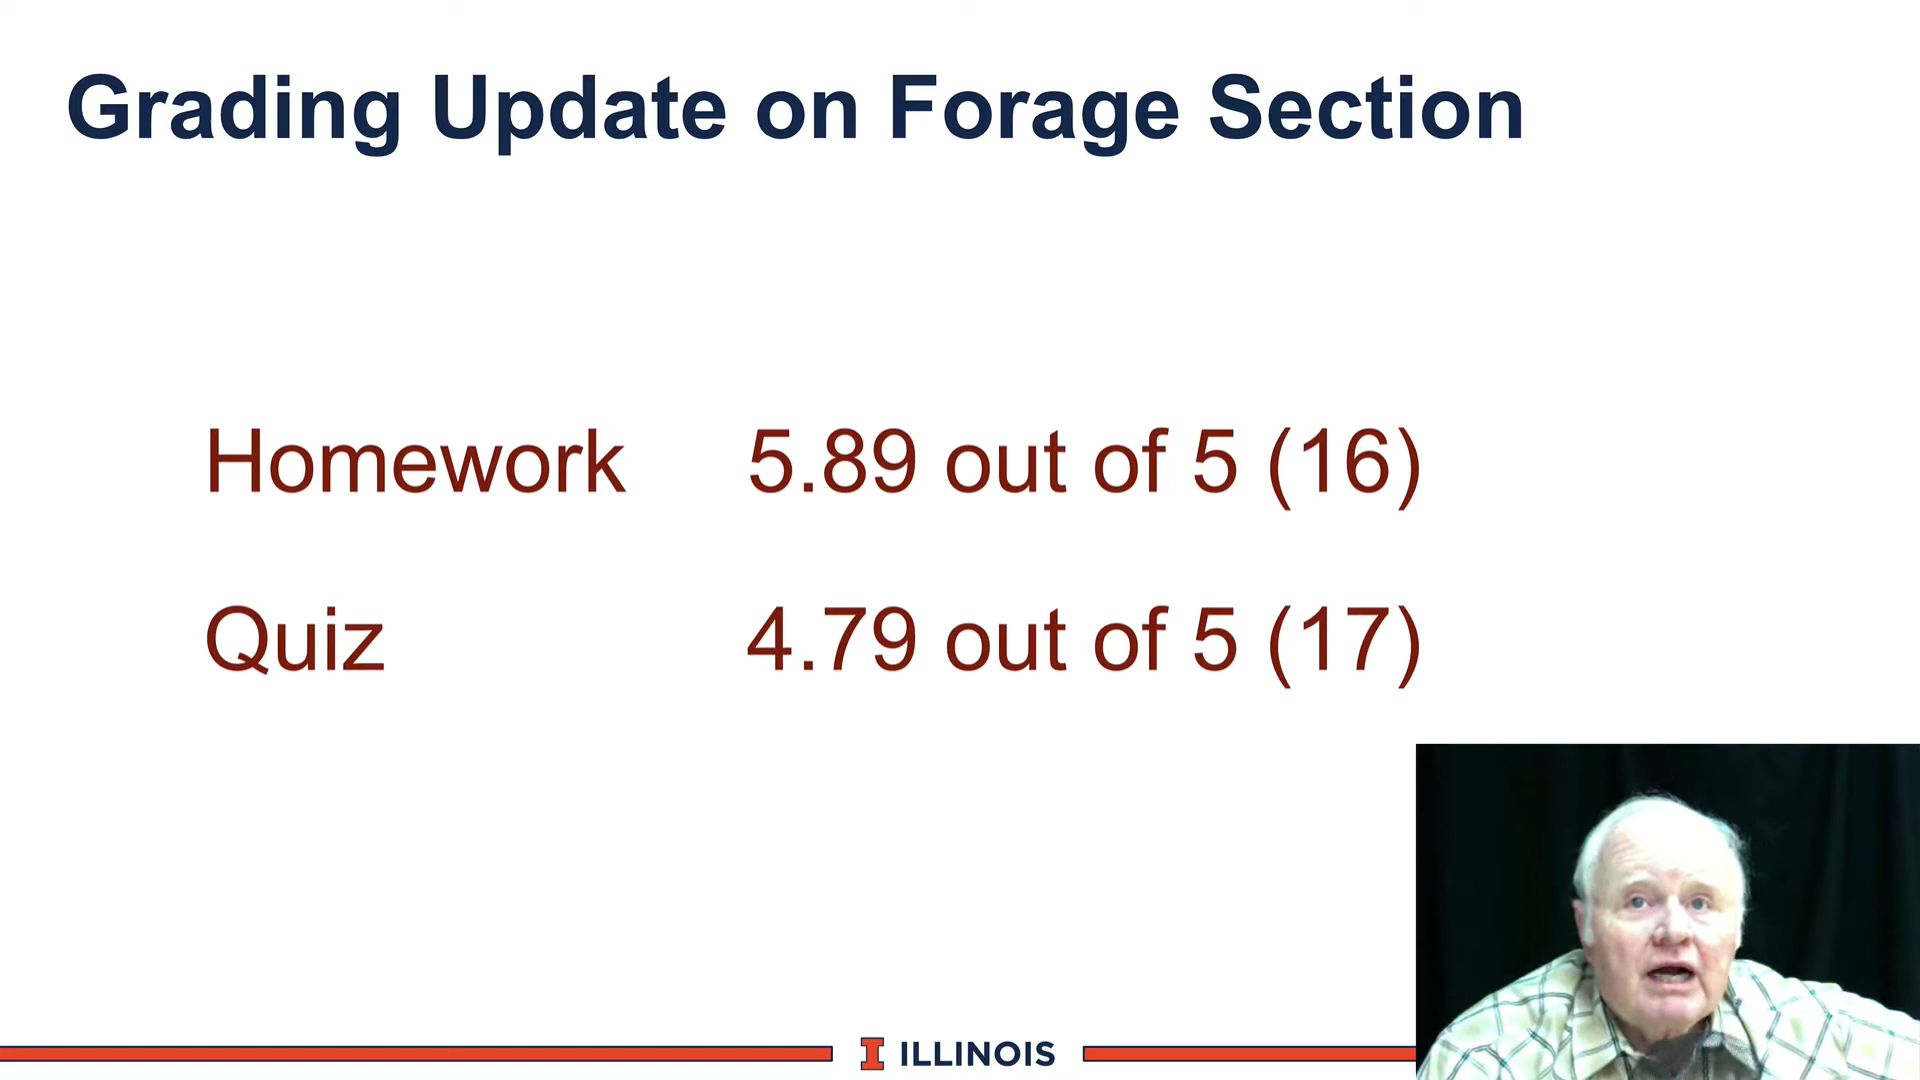 Grading Update on Forage Section
Homework 5.89 out of 5 (16)
Quiz 4.79 out of 5 (17)
I ILLINOIS